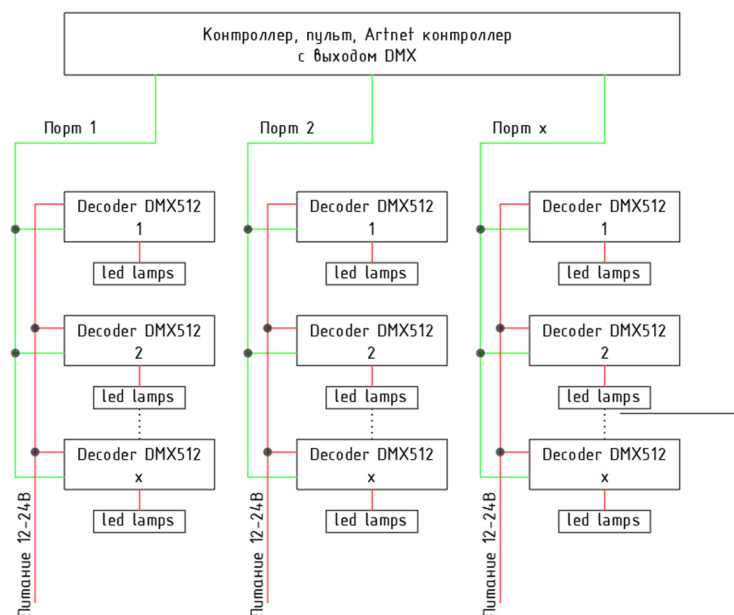 Контроллер, пульт, Artnet контроллер
с выходом DMX
Порт 1
Порт 2
Порт x
Decoder DMX512
1
Decoder DMX512
1
Decoder DMX512
1
led lamps
led lamps
led lamps
Decoder DMX512
2
Decoder DMX512
2
Decoder DMX512
2
led lamps
led lamps
led lamps
Decoder DMX512
x
Decoder DMX512
x
Decoder DMX512
x
led lamps
led lamps
led lamps
Питание 12-24В
Питание 12-24В
Питание 12-24В